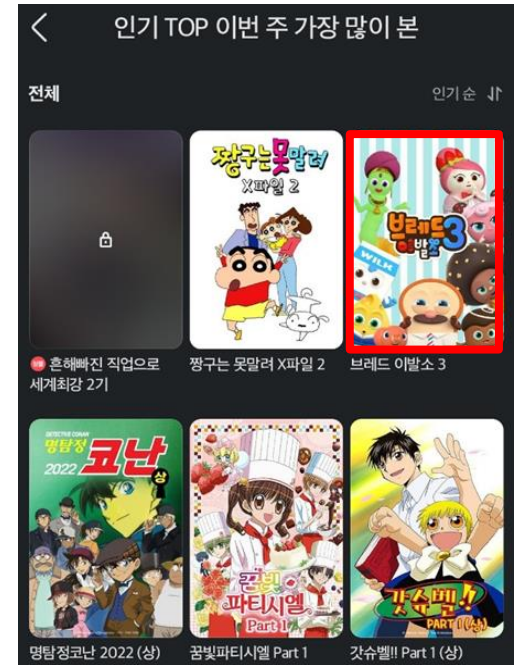 인기 TOP 이번 주 가장 많이 본
전체
인기 순
짱구는못말려
X파일 2
브레드
이발소3
WILK
흔해빠진 직업으로
세계최강 2기
짱구는 못말려 X파일 2
브레드 이발소 3
DETECTIVE CONAN
명탐정
코난
2022
상
꿈빛
파티시엘
Part 1
갓슈벨!!
PART 1 (상)
명탐정코난 2022 (상)
꿈빛파티시엘 Part 1
갓슈벨!! Part 1 (상)